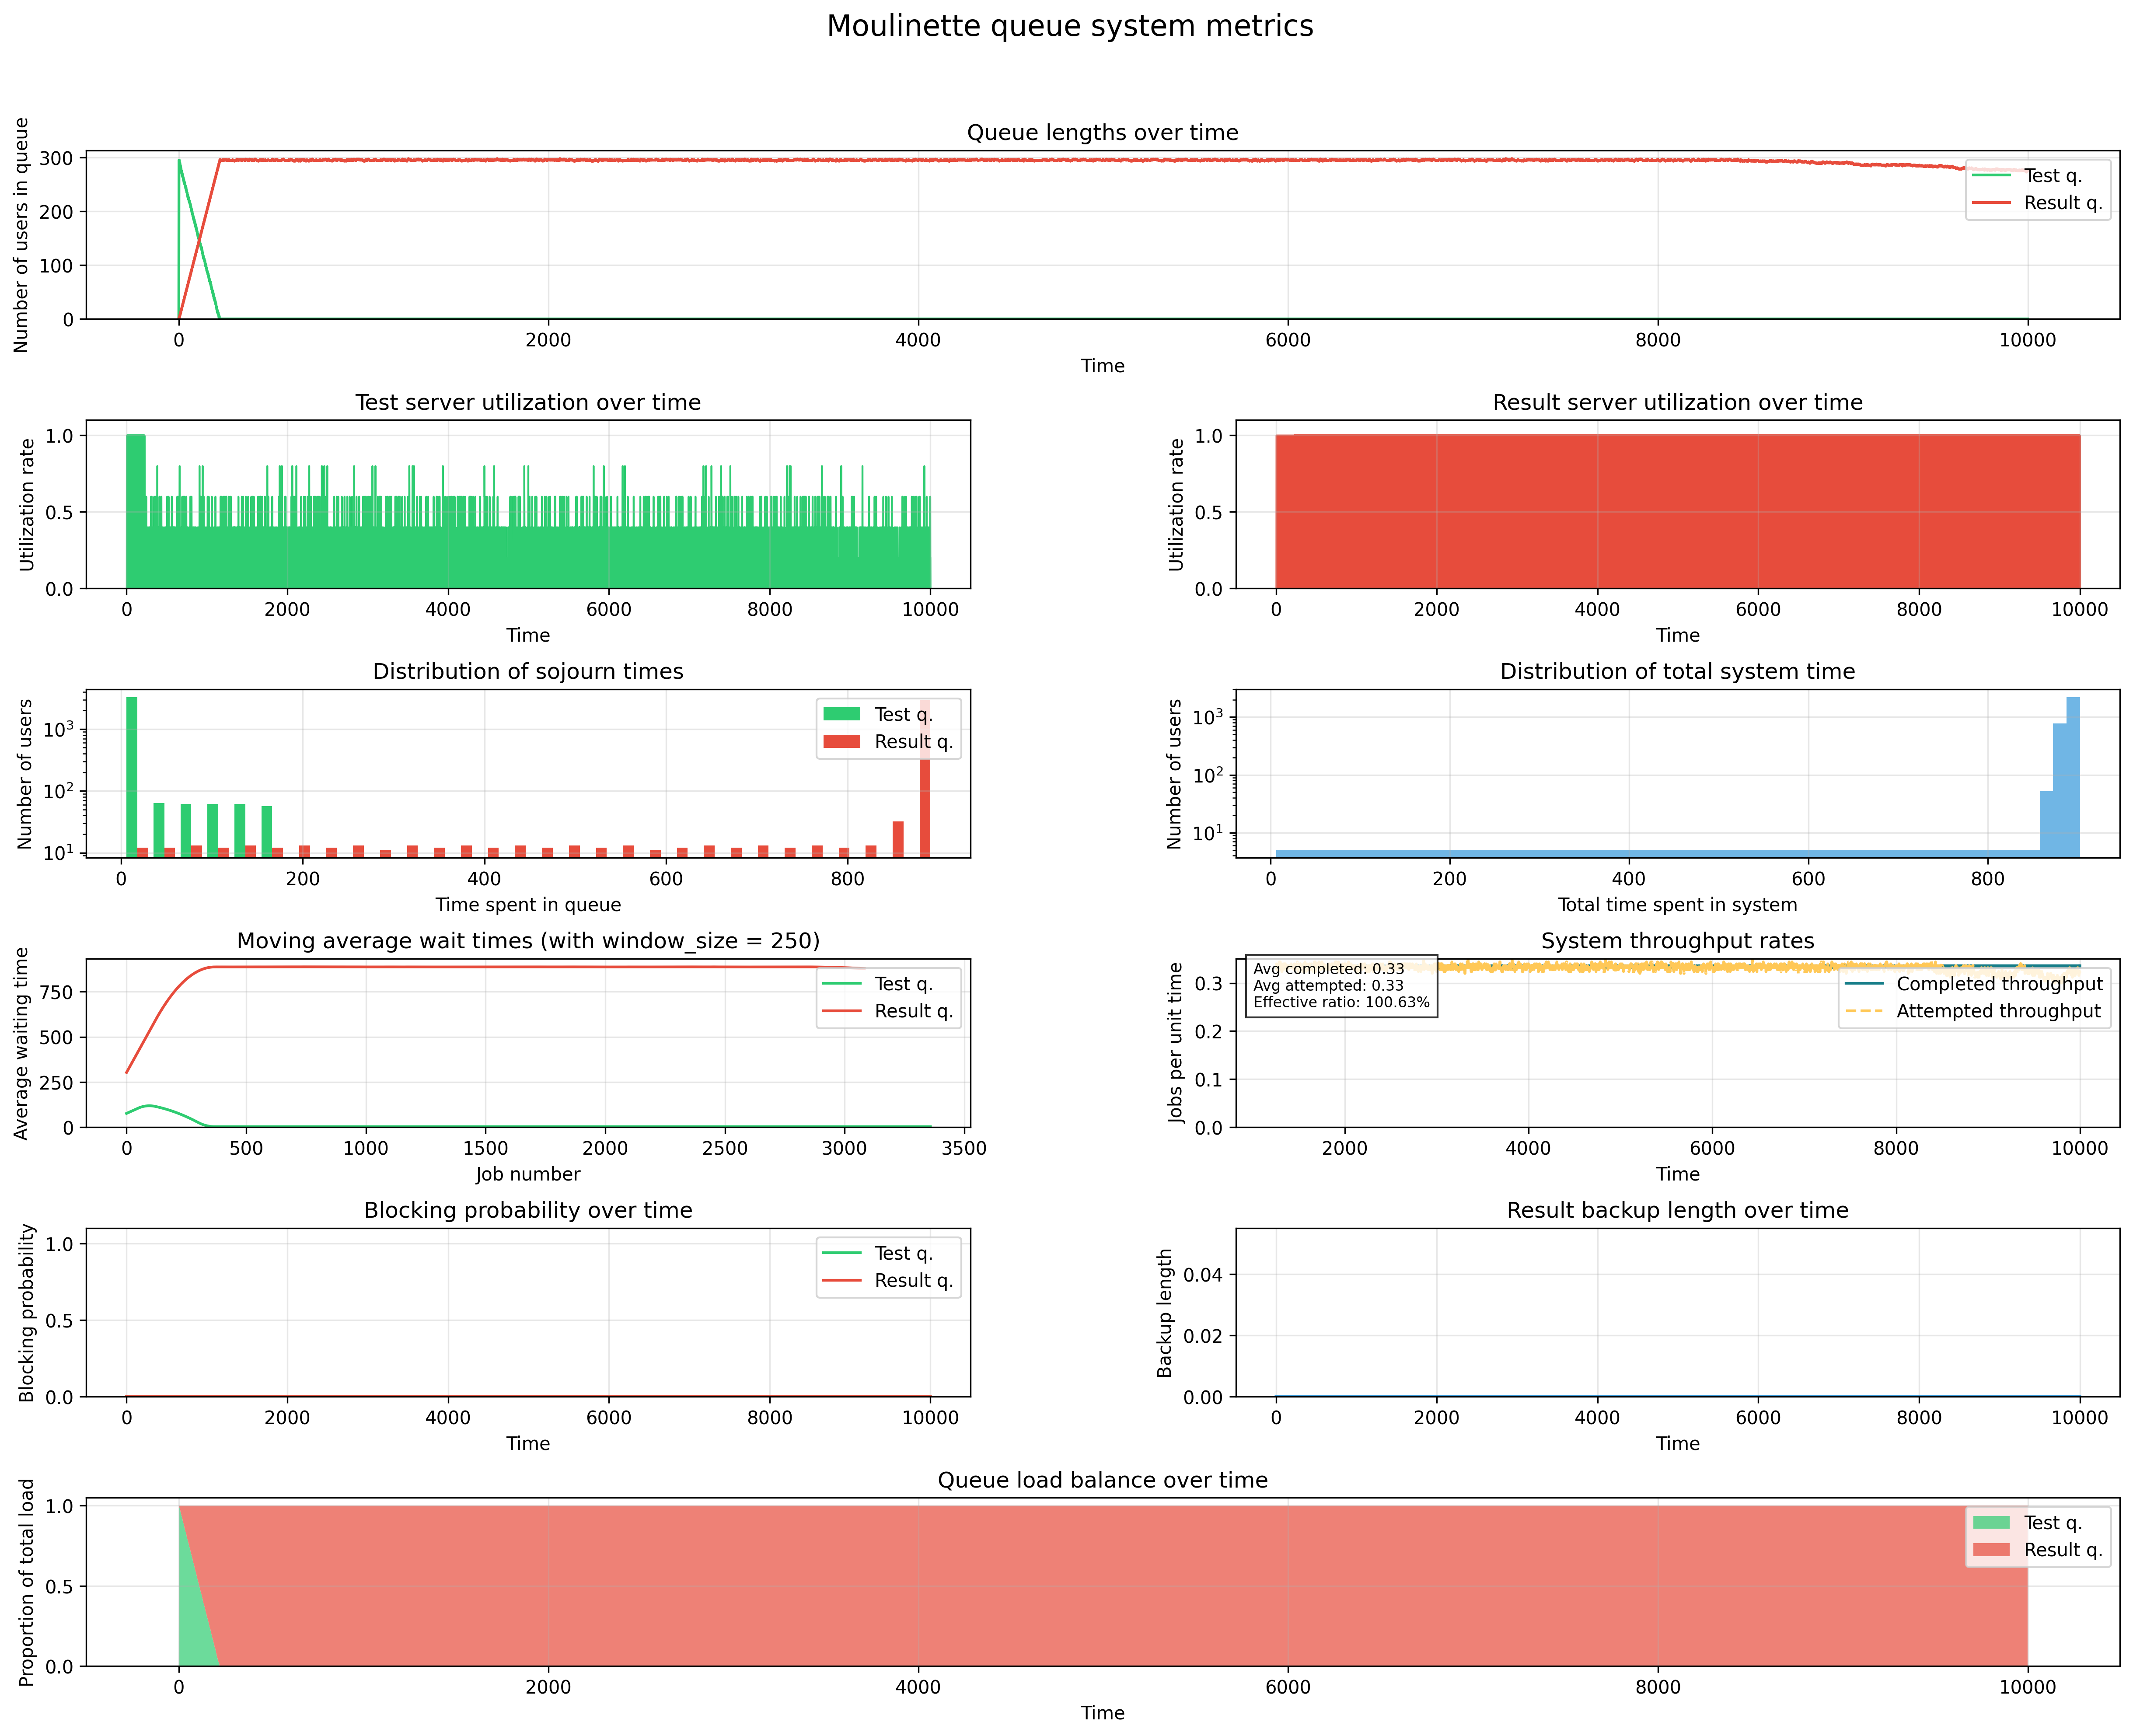 Moulinette queue system metrics
Queue lengths over time
Number of users in queue
300
200
100
0
Test q.
Result q.
0 2000 4000 6000 8000 10000
Time
Test server utilization over time
Utilization rate
1.0
0.5
0.0
0 2000 4000 6000 8000 10000
Time
Result server utilization over time
Utilization rate
1.0
0.5
0.0
0 2000 4000 6000 8000 10000
Time
Distribution of sojourn times
Number of users
10³
10²
10¹
Test q.
Result q.
0 200 400 600 800
Time spent in queue
Distribution of total system time
Number of users
10³
10²
10¹
0 200 400 600 800
Total time spent in system
Moving average wait times (with window_size = 250)
Average waiting time
750
500
250
0
Test q.
Result q.
0 500 1000 1500 2000 2500 3000 3500
Job number
System throughput rates
Jobs per unit time
0.3
0.2
0.1
0.0
Avg completed: 0.33
Avg attempted: 0.33
Effective ratio: 100.63%
Completed throughput
Attempted throughput
2000 4000 6000 8000 10000
Time
Blocking probability over time
Blocking probability
1.0
0.5
0.0
Test q.
Result q.
0 2000 4000 6000 8000 10000
Time
Result backup length over time
Backup length
0.04
0.02
0.00
0 2000 4000 6000 8000 10000
Time
Queue load balance over time
Proportion of total load
1.0
0.5
0.0
Test q.
Result q.
0 2000 4000 6000 8000 10000
Time